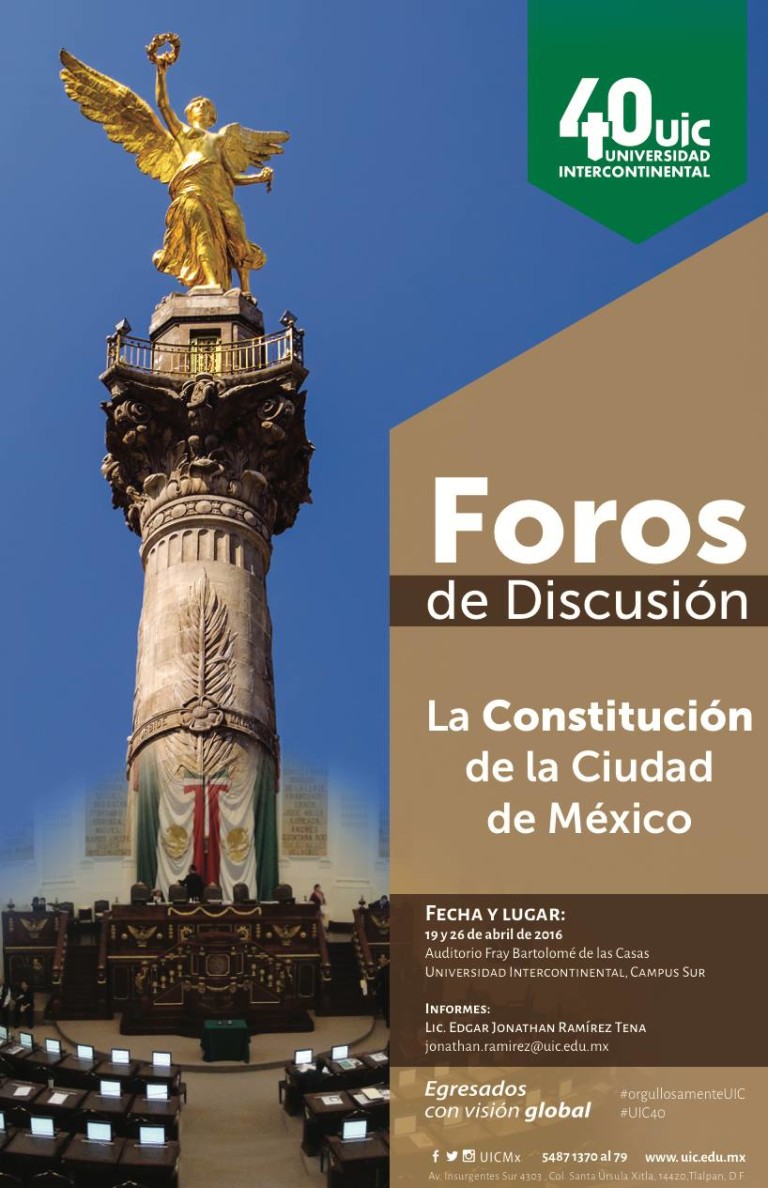 40 uic
UNIVERSIDAD
INTERCONTINENTAL
Foros
de Discusión
La Constitución
de la Ciudad
de México
FECHA Y LUGAR:
19 y 26 de abril de 2016
Auditorio Fray Bartolomé de las Casas
UNIVERSIDAD INTERCONTINENTAL, CAMPUS SUR
INFORMES:
LIC. EDGAR JONATHAN RAMÍREZ TENA
jonathan.ramirez@uic.edu.mx
Egresados
con visión global
#orgullosamenteUIC
#UIC40
UICMx 5487 1370 al 79 www.uic.edu.mx
Av. Insurgentes Sur 4303, Col. Santa Úrsula Xitla, 14420, Tlalpan, D.F.